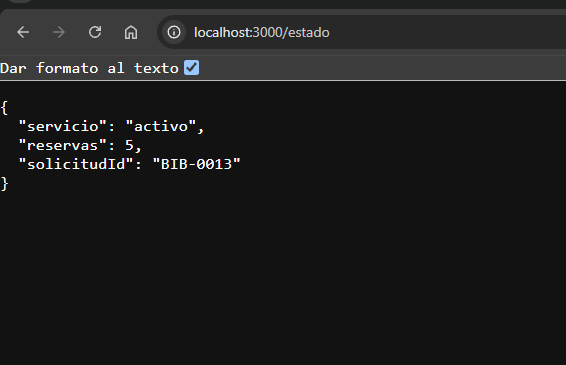 localhost:3000/estado
Dar formato al texto
{
  "servicio": "activo",
  "reservas": 5,
  "solicitudId": "BIB-0013"
}